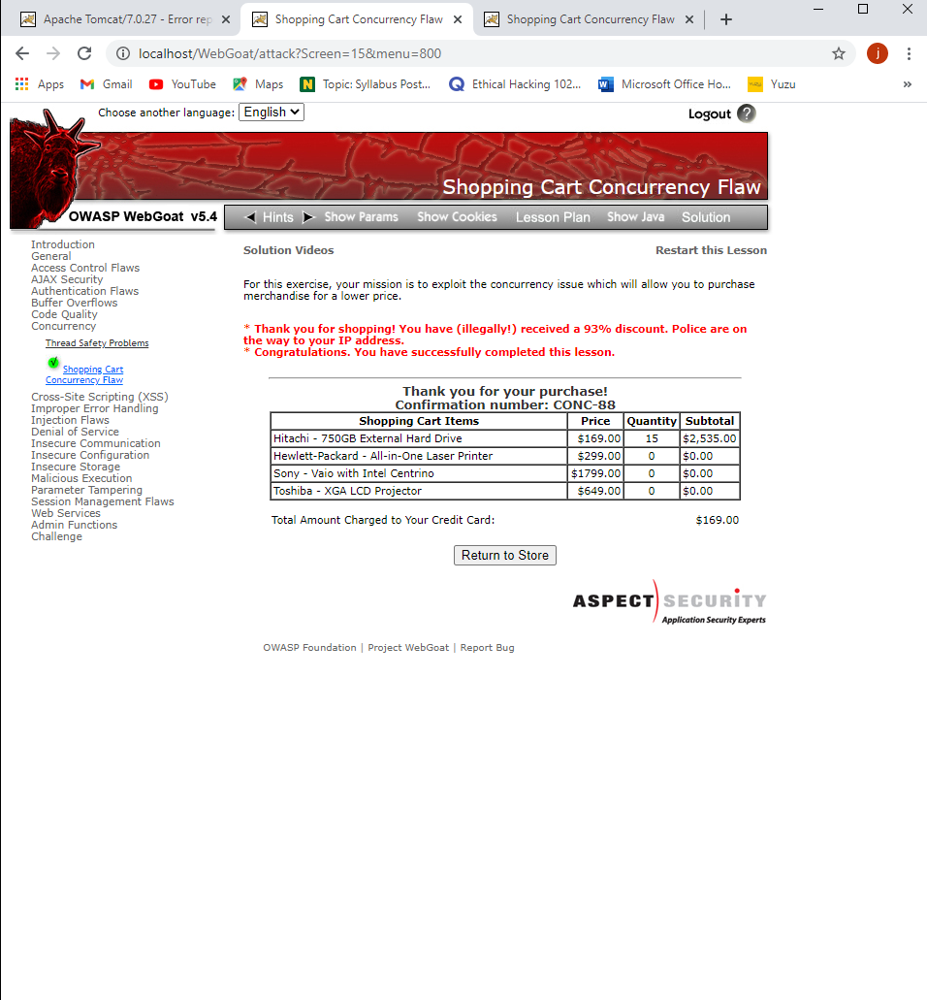 Apache Tomcat/7.0.27 - Error rep
Shopping Cart Concurrency Flaw
Shopping Cart Concurrency Flaw
localhost/WebGoat/attack?Screen=15&menu=800
j
Apps
Gmail
YouTube
Maps
N
Topic: Syllabus Post...
Q
Ethical Hacking 102...
W
Microsoft Office Ho...
Yuzu
»
Choose another language: English
Logout ?
Shopping Cart Concurrency Flaw
OWASP WebGoat v5.4
Hints
Show Params
Show Cookies
Lesson Plan
Show Java
Solution
Introduction
General
Access Control Flaws
AJAX Security
Authentication Flaws
Buffer Overflows
Code Quality
Concurrency
Thread Safety Problems
Shopping Cart
Concurrency Flaw
Cross-Site Scripting (XSS)
Improper Error Handling
Injection Flaws
Denial of Service
Insecure Communication
Insecure Configuration
Insecure Storage
Malicious Execution
Parameter Tampering
Session Management Flaws
Web Services
Admin Functions
Challenge
Solution Videos
Restart this Lesson
For this exercise, your mission is to exploit the concurrency issue which will allow you to purchase
merchandise for a lower price.
* Thank you for shopping! You have (illegally!) received a 93% discount. Police are on
the way to your IP address.
* Congratulations. You have successfully completed this lesson.
Thank you for your purchase!
Confirmation number: CONC-88
Shopping Cart Items Price Quantity Subtotal
Hitachi - 750GB External Hard Drive $169.00 15 $2,535.00
Hewlett-Packard - All-in-One Laser Printer $299.00 0 $0.00
Sony - Vaio with Intel Centrino $1799.00 0 $0.00
Toshiba - XGA LCD Projector $649.00 0 $0.00
Total Amount Charged to Your Credit Card: $169.00
Return to Store
ASPECT SECURITY
Application Security Experts
OWASP Foundation | Project WebGoat | Report Bug